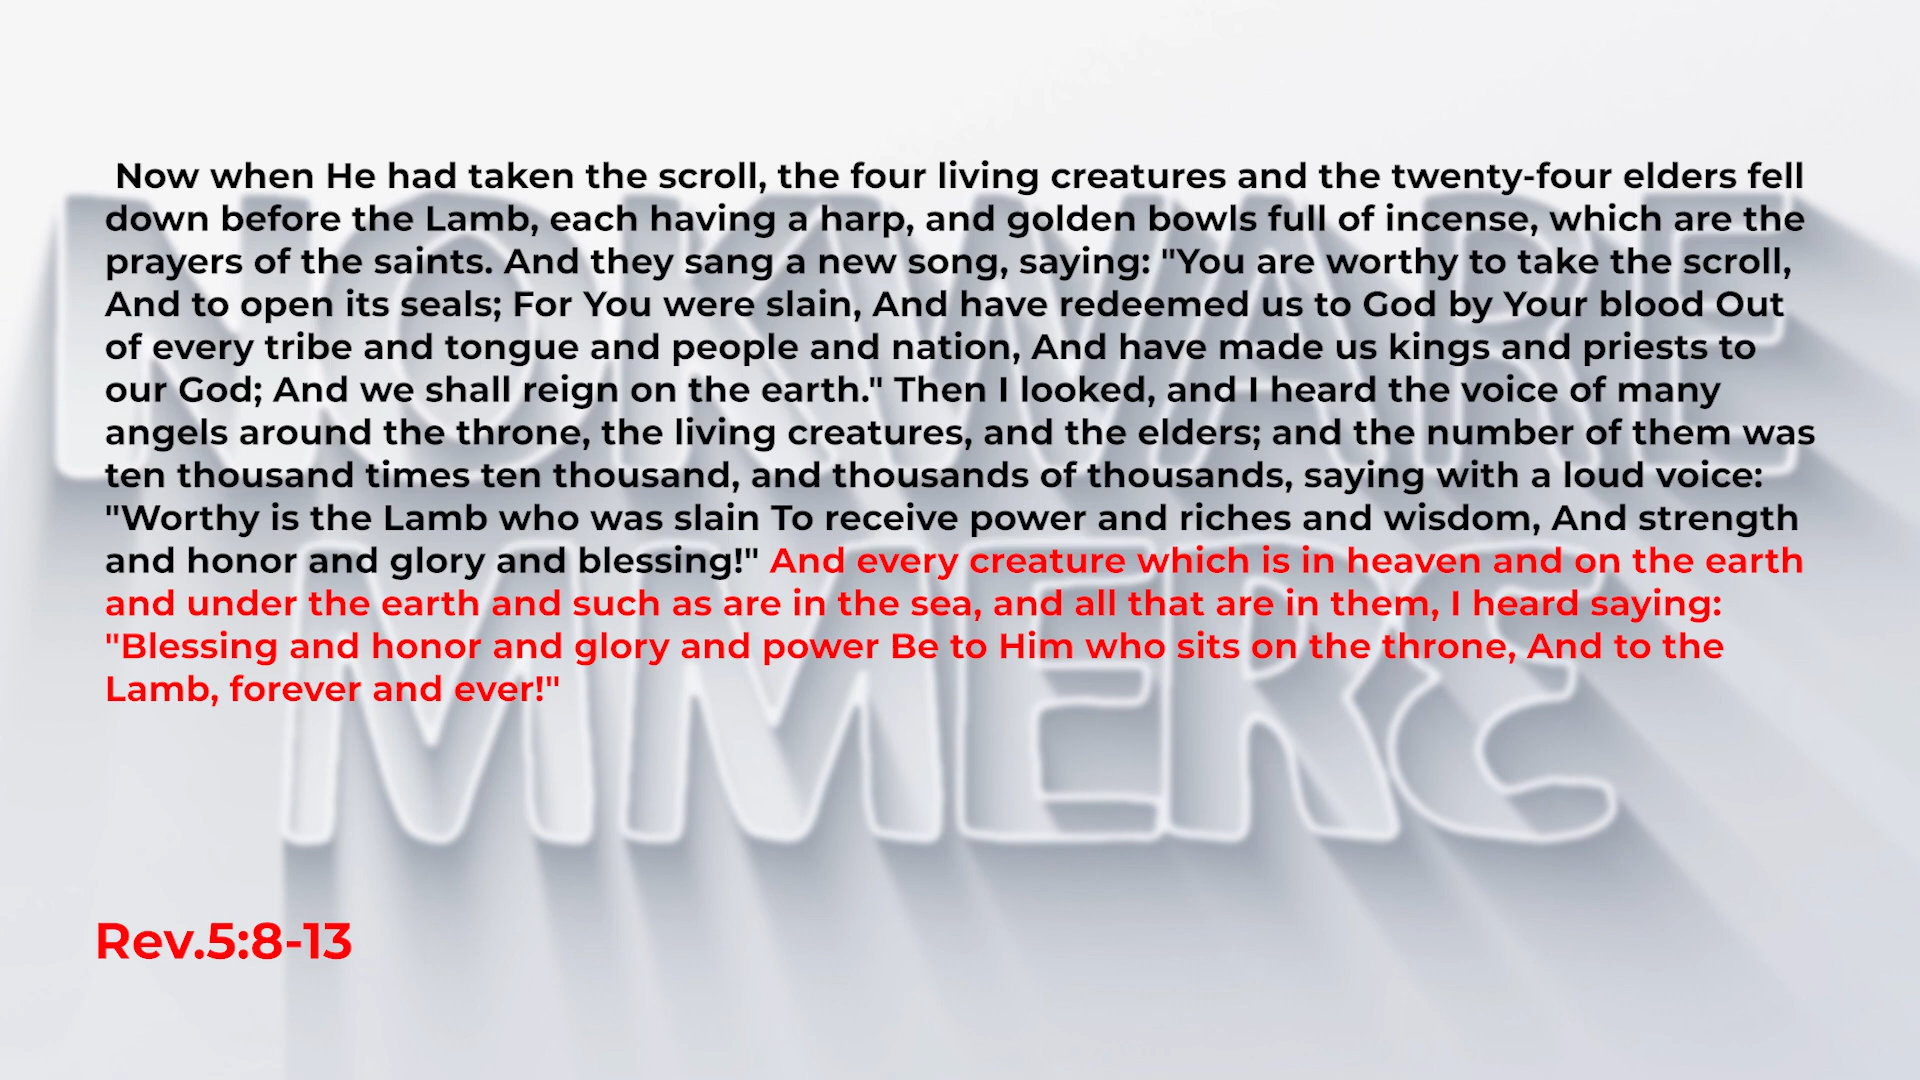 Now when He had taken the scroll, the four living creatures and the twenty-four elders fell
down before the Lamb, each having a harp, and golden bowls full of incense, which are the
prayers of the saints. And they sang a new song, saying: "You are worthy to take the scroll,
And to open its seals; For You were slain, And have redeemed us to God by Your blood Out
of every tribe and tongue and people and nation, And have made us kings and priests to
our God; And we shall reign on the earth." Then I looked, and I heard the voice of many
angels around the throne, the living creatures, and the elders; and the number of them was
ten thousand times ten thousand, and thousands of thousands, saying with a loud voice:
"Worthy is the Lamb who was slain To receive power and riches and wisdom, And strength
and honor and glory and blessing!" And every creature which is in heaven and on the earth
and under the earth and such as are in the sea, and all that are in them, I heard saying:
"Blessing and honor and glory and power Be to Him who sits on the throne, And to the
Lamb, forever and ever!"
NOKWARE
MMERƐ
Rev.5:8-13